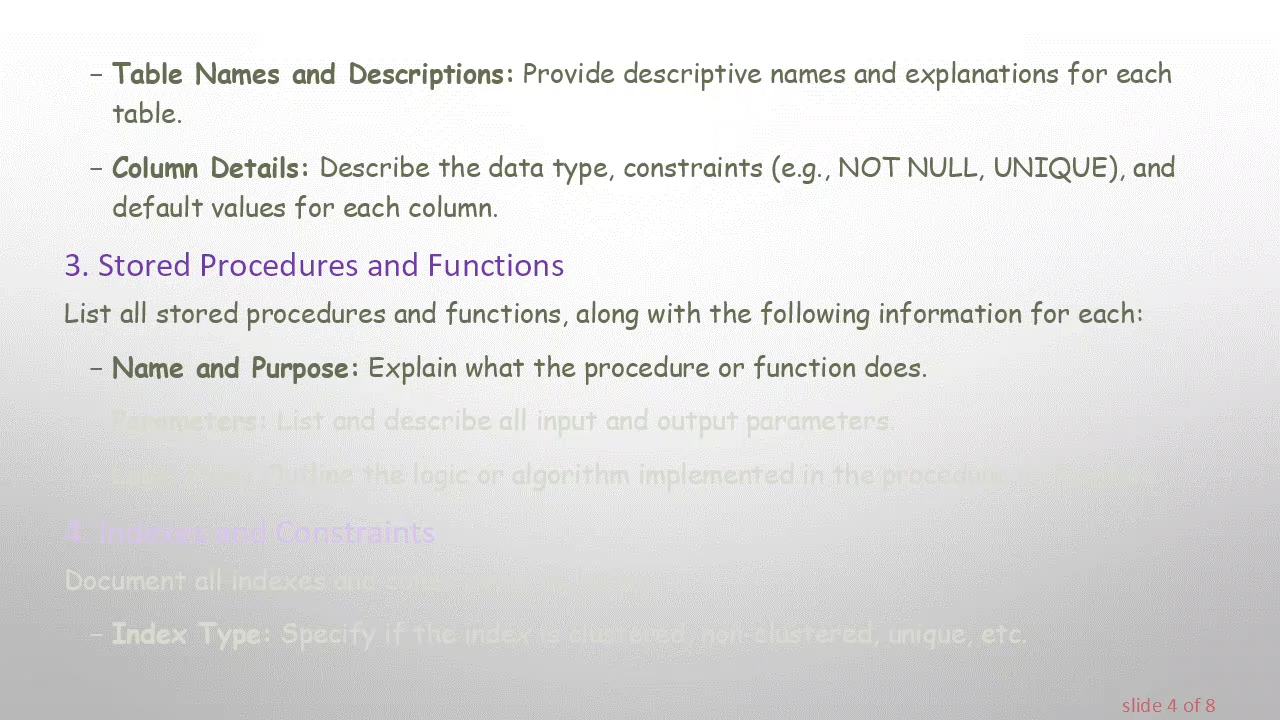 – Table Names and Descriptions: Provide descriptive names and explanations for each
table.
– Column Details: Describe the data type, constraints (e.g., NOT NULL, UNIQUE), and
default values for each column.
3. Stored Procedures and Functions
List all stored procedures and functions, along with the following information for each:
– Name and Purpose: Explain what the procedure or function does.
Parameters: List and describe all input and output parameters.
Outline the logic or algorithm implemented in the procedure
4. Indexes and Constraints
Document all indexes and
– Index Type: Specify if the index is clustered, non-clustered, unique, etc.
slide 4 of 8